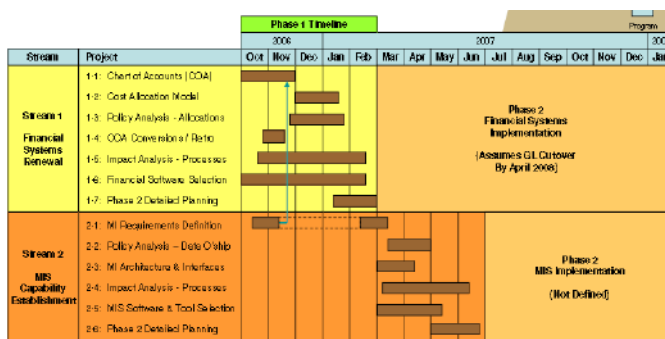 Phase 1 Timeline
Program
2006
2007
200
Stream
Project
Oct
Nov
Dec
Jan
Feb
Mar
Apr
May
Jun
Jul
Aug
Sep
Oct
Nov
Dec
Jan
Stream 1
Financial
Systems
Renewal
1-1: Chart of Accounts (COA)
1-2: Cost Allocation Model
1-3: Policy Analysis - Allocations
1-4: COA Conversions / Retro
1-5: Impact Analysis - Processes
1-6: Financial Software Selection
1-7: Phase 2 Detailed Planning
Phase 2
Financial Systems
Implementation
(Assumes GL Cutover
By April 2008)
Stream 2
MIS
Capability
Establishment
2-1: MI Requirements Definition
2-2: Policy Analysis – Data O'ship
2-3: MI Architecture & Interfaces
2-4: Impact Analysis - Processes
2-5: MIS Software & Tool Selection
2-6: Phase 2 Detailed Planning
Phase 2
MIS Implementation
(Not Defined)